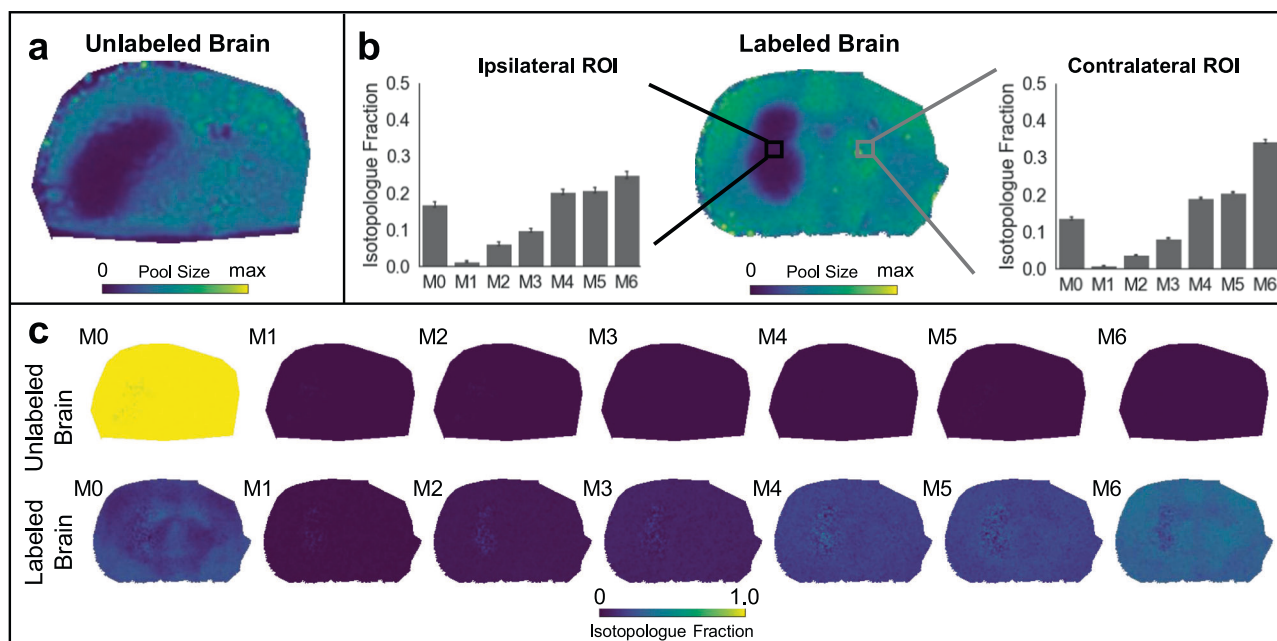 a
Unlabeled Brain
0 Pool Size max
b
Labeled Brain
Ipsilateral ROI
Isotopologue Fraction
0.5
0.4
0.3
0.2
0.1
0.0
M0 M1 M2 M3 M4 M5 M6
0 Pool Size max
Contralateral ROI
Isotopologue Fraction
0.5
0.4
0.3
0.2
0.1
0.0
M0 M1 M2 M3 M4 M5 M6
c
Unlabeled
Brain
M0 M1 M2 M3 M4 M5 M6
Labeled
Brain
M0 M1 M2 M3 M4 M5 M6
0 1.0
Isotopologue Fraction